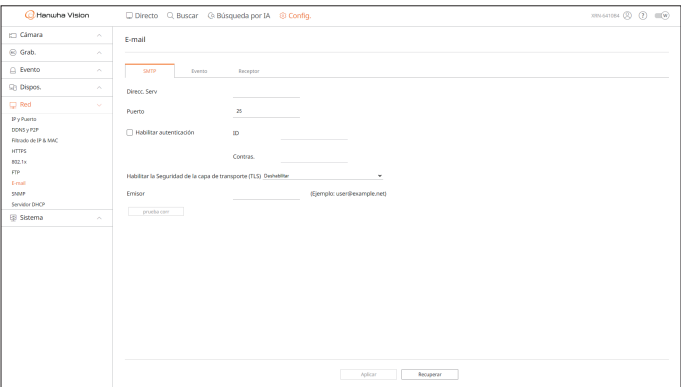 Hanwha Vision
Directo Buscar Búsqueda por IA Config.
Cámara
Grab.
Evento
Dispos.
Red
IP y Puerto
DDNS y P2P
Filtrado de IP & MAC
HTTPS
802.1x
FTP
E-mail
SNMP
Servidor DHCP
Sistema
E-mail
SMTP Evento Receptor
Direcc. Serv
Puerto 25
Habilitar autenticación ID
Contras.
Habilitar la Seguridad de la capa de transporte (TLS) Deshabilitar
Emisor (Ejemplo: user@example.net)
prueba corr
Aplicar Recuperar